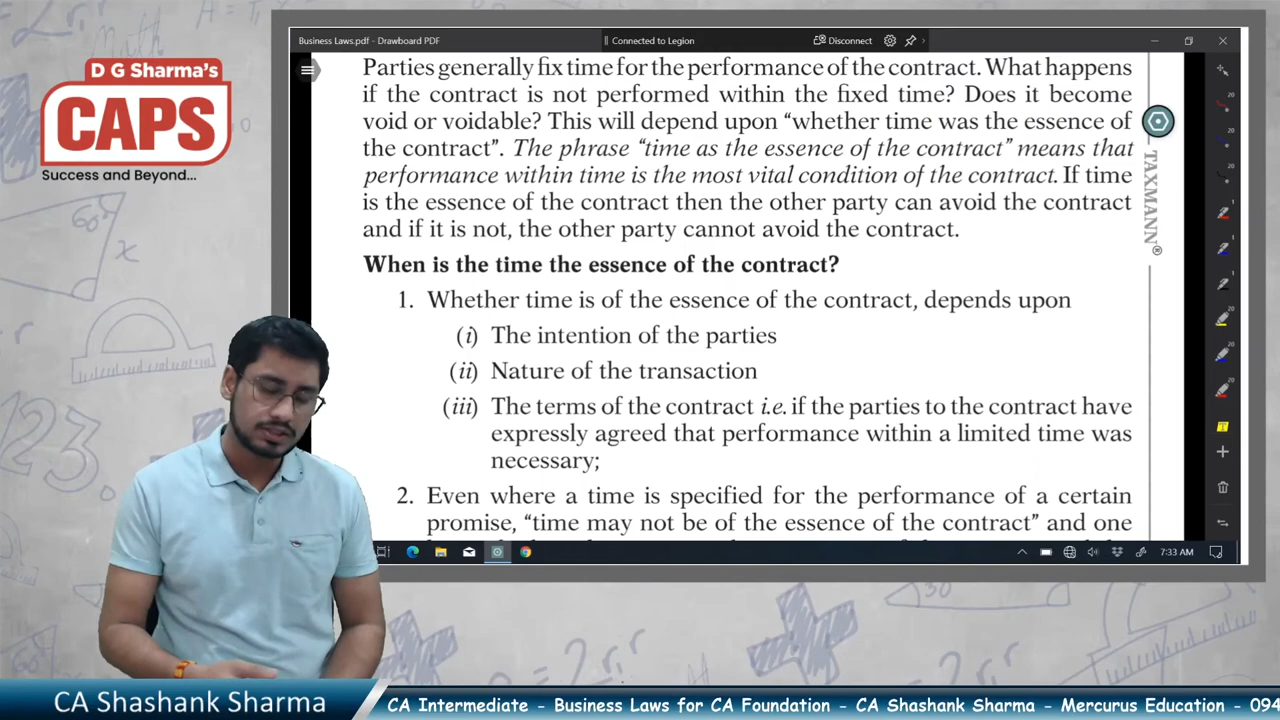 D G Sharma's
CAPS
Success and Beyond...
Business Laws.pdf - Drawboard PDF
Connected to Legion
Disconnect
Parties generally fix time for the performance of the contract. What happens
if the contract is not performed within the fixed time? Does it become
void or voidable? This will depend upon “whether time was the essence of
the contract”. The phrase “time as the essence of the contract” means that
performance within time is the most vital condition of the contract. If time
is the essence of the contract then the other party can avoid the contract
and if it is not, the other party cannot avoid the contract.
When is the time the essence of the contract?
1. Whether time is of the essence of the contract, depends upon
(i) The intention of the parties
(ii) Nature of the transaction
(iii) The terms of the contract i.e. if the parties to the contract have
expressly agreed that performance within a limited time was
necessary;
2. Even where a time is specified for the performance of a certain
promise, “time may not be of the essence of the contract” and one
TAXMANN®
7:33 AM
CA Shashank Sharma
CA Intermediate - Business Laws for CA Foundation - CA Shashank Sharma - Mercurus Education - 094